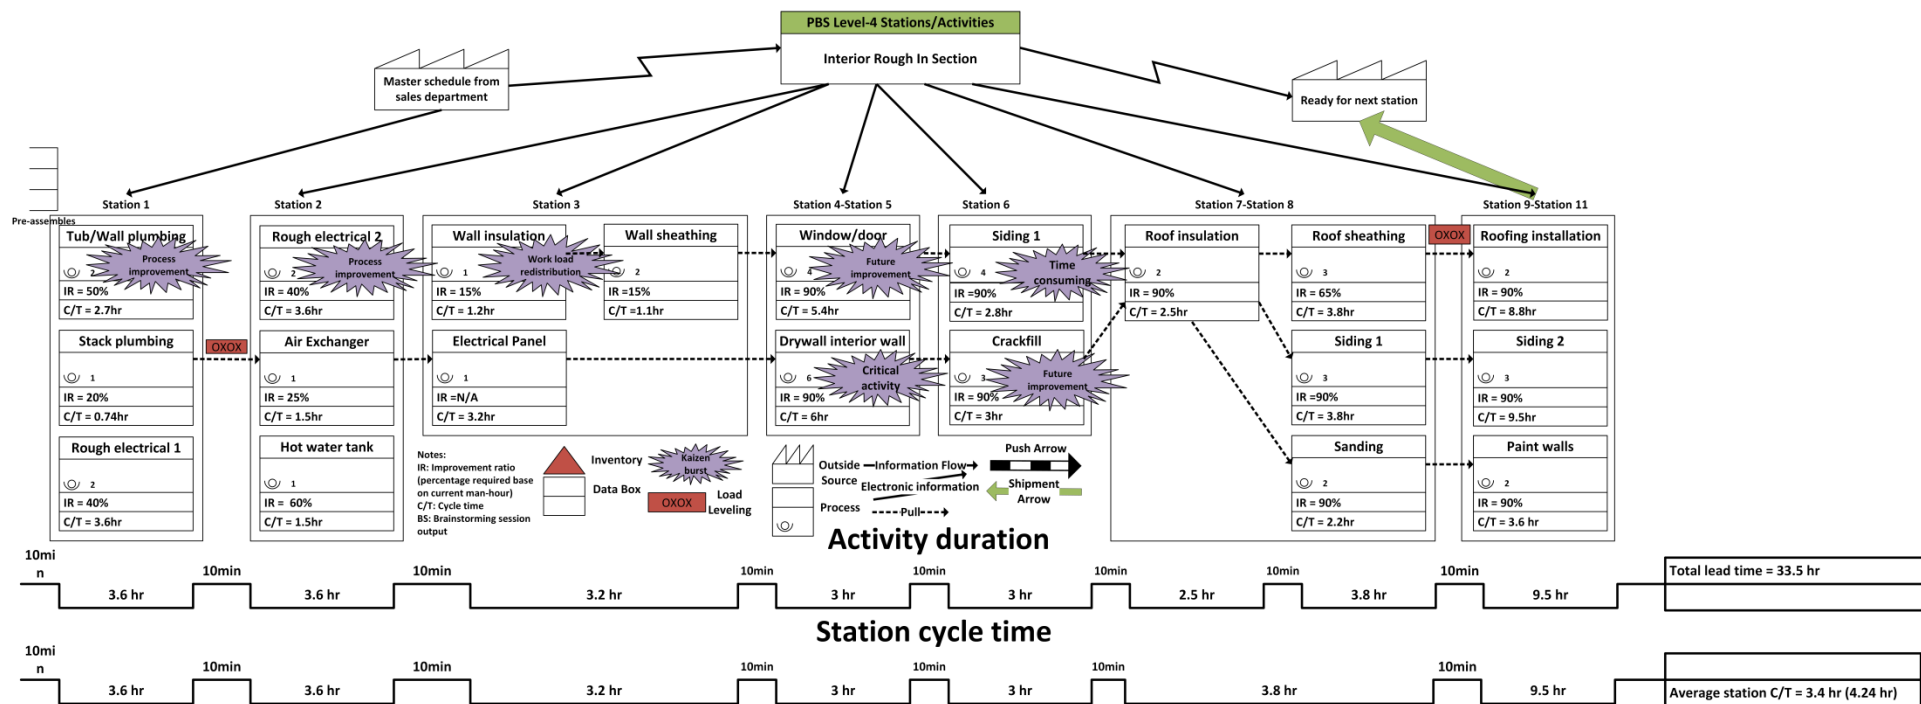 PBS Level-4 Stations/Activities
Interior Rough In Section
Master schedule from
sales department
Ready for next station
Pre-assembles
Station 1
Tub/Wall plumbing
Process
improvement
2
IR = 50%
C/T = 2.7hr
Stack plumbing
1
IR = 20%
C/T = 0.74hr
Rough electrical 1
2
IR = 40%
C/T = 3.6hr
OXOX
Station 2
Rough electrical 2
Process
improvement
2
IR = 40%
C/T = 3.6hr
Air Exchanger
1
IR = 25%
C/T = 1.5hr
Hot water tank
1
IR =  60%
C/T = 1.5hr
Station 3
Wall insulation
Work load
redistribution
1
IR = 15%
C/T = 1.2hr
Wall sheathing
2
IR =15%
C/T =1.1hr
Electrical Panel
1
IR =N/A
C/T = 3.2hr
Station 4-Station 5
Window/door
Future
improvement
4
IR = 90%
C/T = 5.4hr
Drywall interior wall
Critical
activity
6
IR = 90%
C/T = 6hr
Station 6
Siding 1
Time
consuming
4
IR =90%
C/T = 2.8hr
Crackfill
Future
improvement
3
IR = 90%
C/T = 3hr
Station 7-Station 8
Roof insulation
2
IR = 90%
C/T = 2.5hr
Roof sheathing
3
IR = 65%
C/T = 3.8hr
Siding 1
3
IR =90%
C/T = 3.8hr
Sanding
2
IR = 90%
C/T = 2.2hr
OXOX
Station 9-Station 11
Roofing installation
2
IR = 90%
C/T = 8.8hr
Siding 2
3
IR = 90%
C/T = 9.5hr
Paint walls
2
IR = 90%
C/T = 3.6 hr
Notes:
IR: Improvement ratio
(percentage required base
on current man-hour)
C/T: Cycle time
BS: Brainstorming session
output
Inventory
Data Box
Kaizen
burst
OXOX
Load
Leveling
Outside
Source
Process
Information Flow
Electronic information
Pull
Push Arrow
Shipment
Arrow
Activity duration
10mi
n
3.6 hr
10min
3.6 hr
10min
3.2 hr
10min
3 hr
10min
3 hr
10min
2.5 hr
10min
3.8 hr
10min
9.5 hr
Total lead time = 33.5 hr
Station cycle time
10mi
n
3.6 hr
10min
3.6 hr
10min
3.2 hr
10min
3 hr
10min
3 hr
10min
3.8 hr
10min
9.5 hr
Average station C/T = 3.4 hr (4.24 hr)